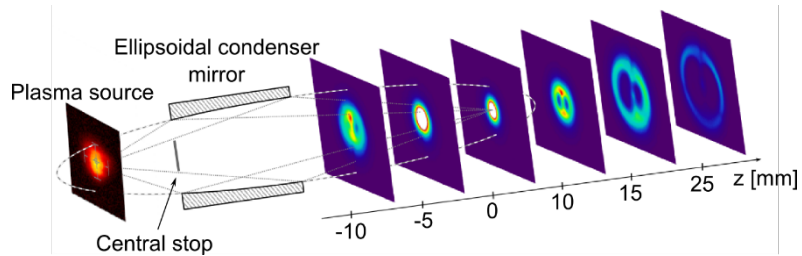 Ellipsoidal condenser
mirror
Plasma source
Central stop
-10
-5
0
10
15
25
z [mm]